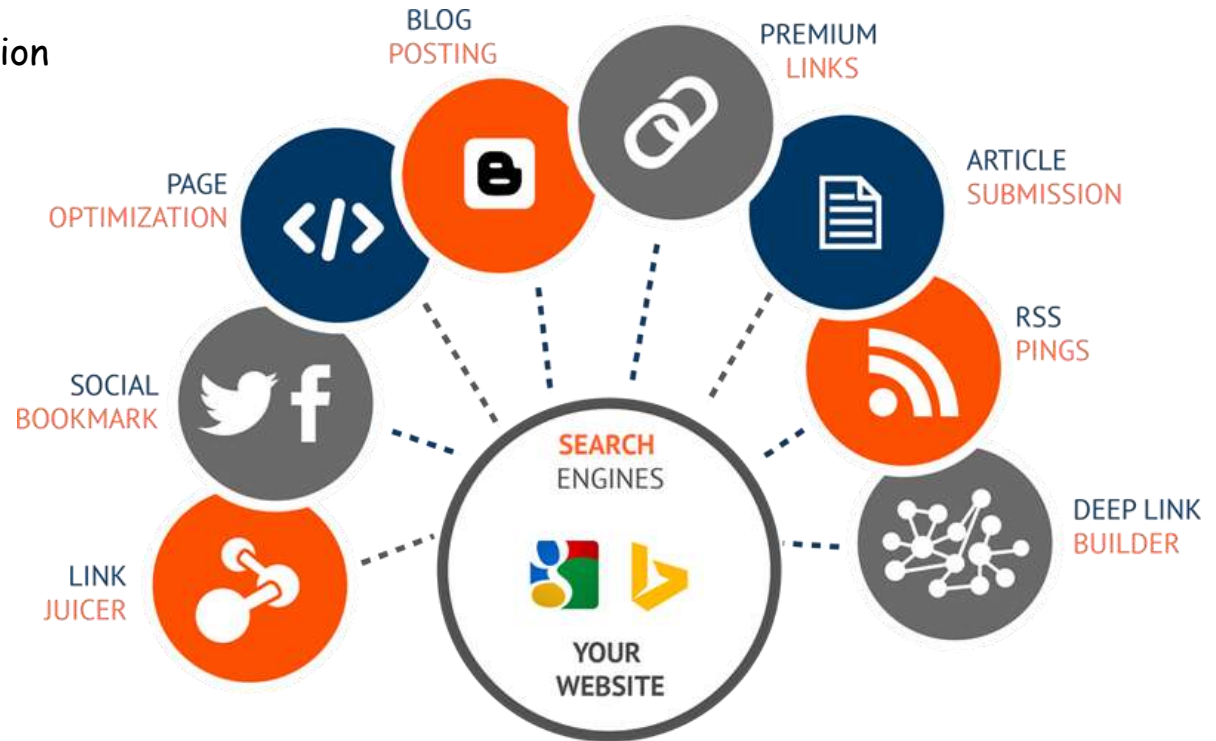 ion
BLOG
POSTING
PREMIUM
LINKS
PAGE
OPTIMIZATION
ARTICLE
SUBMISSION
SOCIAL
BOOKMARK
RSS
PINGS
LINK
JUICER
DEEP LINK
BUILDER
SEARCH
ENGINES
YOUR
WEBSITE